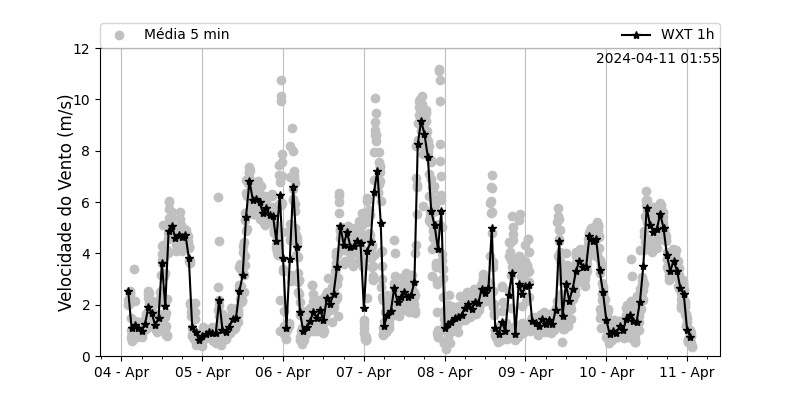 Média 5 min
WXT 1h
2024-04-11 01:55
Velocidade do Vento (m/s)
12
10
8
6
4
2
0
04 - Apr
05 - Apr
06 - Apr
07 - Apr
08 - Apr
09 - Apr
10 - Apr
11 - Apr